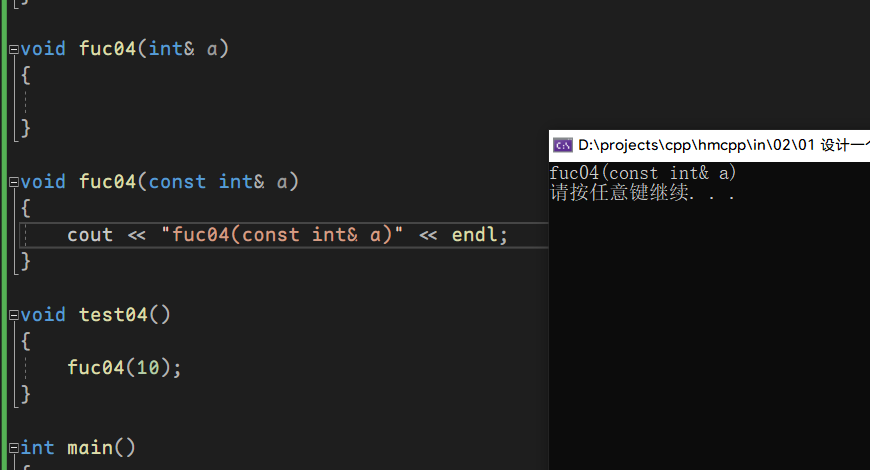 }
void fuc04(int& a)
{
}
void fuc04(const int& a)
{
cout << "fuc04(const int& a)" << endl;
}
void test04()
{
fuc04(10);
}
int main()
{
D:\projects\cpp\hmcpp\in\02\01 设计一个
fuc04(const int& a)
请按任意键继续. . .